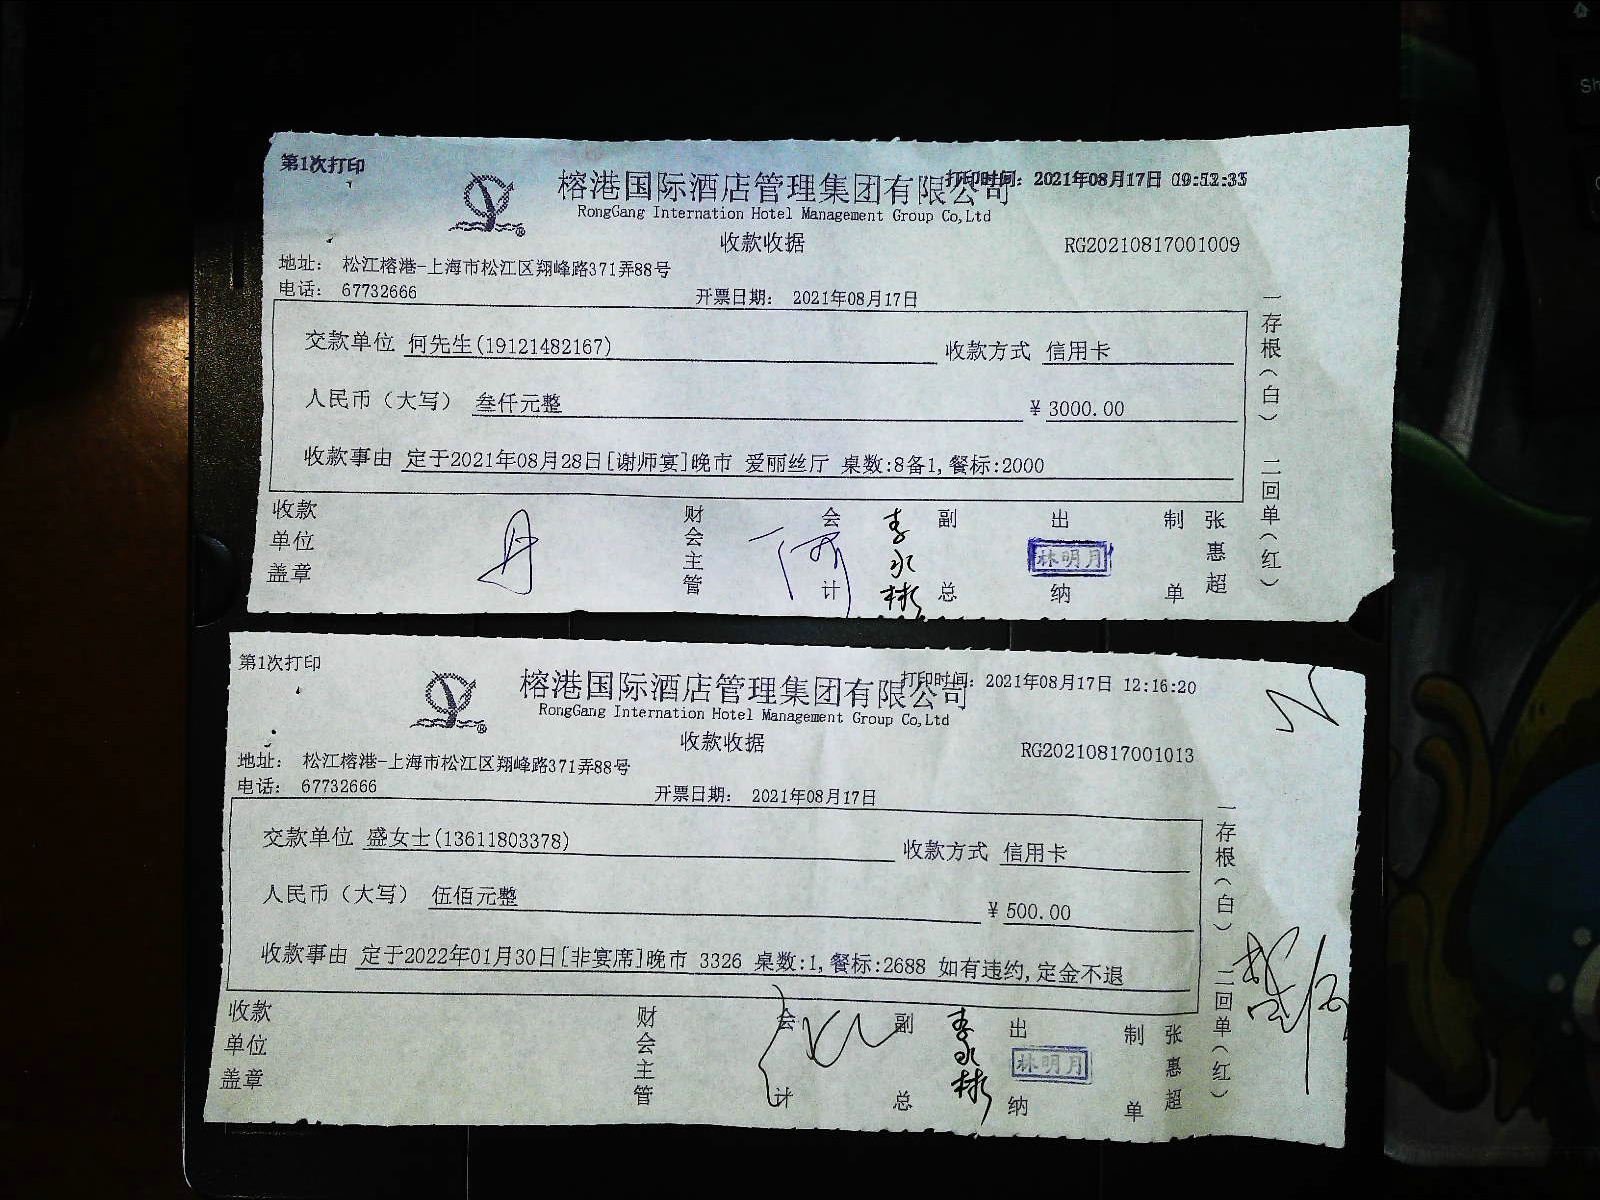 第1次打印
榕港国际酒店管理集团有限公司
打印时间: 2021年08月17日
RongGang Internation Hotel Management Group Co,Ltd
收款收据
RG20210817001009
地址: 松江榕港-上海市松江区翔峰路371弄88号
电话: 67732666
开票日期: 2021年08月17日
交款单位 何先生(19121482167)
收款方式 信用卡
人民币（大写） 叁仟元整
¥ 3000.00
收款事由 定于2021年08月28日[谢师宴]晚市 爱丽丝厅 桌数:8备1,餐标:2000
收款单位盖章
财会主管
会计
李永彬
副总
出纳
林明月
制单
张惠超
一存根(白) 二回单(红)
第1次打印
榕港国际酒店管理集团有限公司
打印时间: 2021年08月17日 12:16:20
RongGang Internation Hotel Management Group Co,Ltd
收款收据
RG20210817001013
地址: 松江榕港-上海市松江区翔峰路371弄88号
电话: 67732666
开票日期: 2021年08月17日
交款单位 盛女士(13611803378)
收款方式 信用卡
人民币（大写） 伍佰元整
¥ 500.00
收款事由 定于2022年01月30日[非宴席]晚市 3326 桌数:1,餐标:2688 如有违约,定金不退
收款单位盖章
财会主管
会计
副总
李永彬
出纳
林明月
制单
张惠超
一存根(白) 二回单(红)